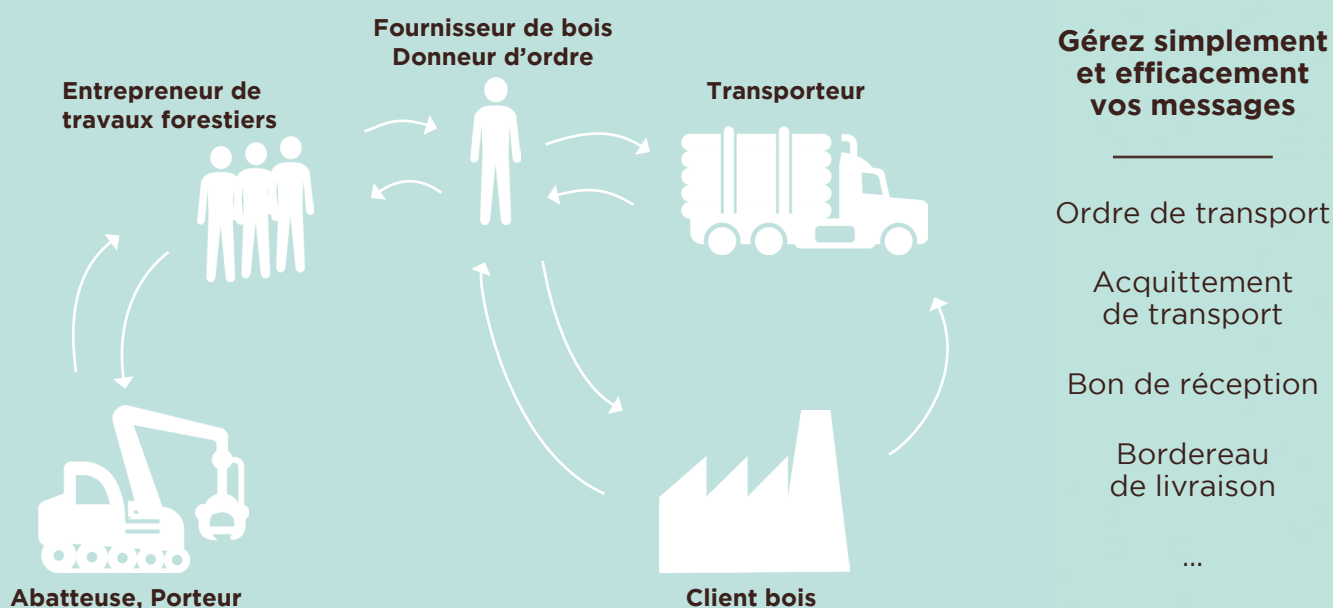 Fournisseur de bois
Donneur d’ordre
Entrepreneur de
travaux forestiers
Transporteur
Abatteuse, Porteur
Client bois
Gérez simplement
et efficacement
vos messages
Ordre de transport
Acquittement
de transport
Bon de réception
Bordereau
de livraison
...